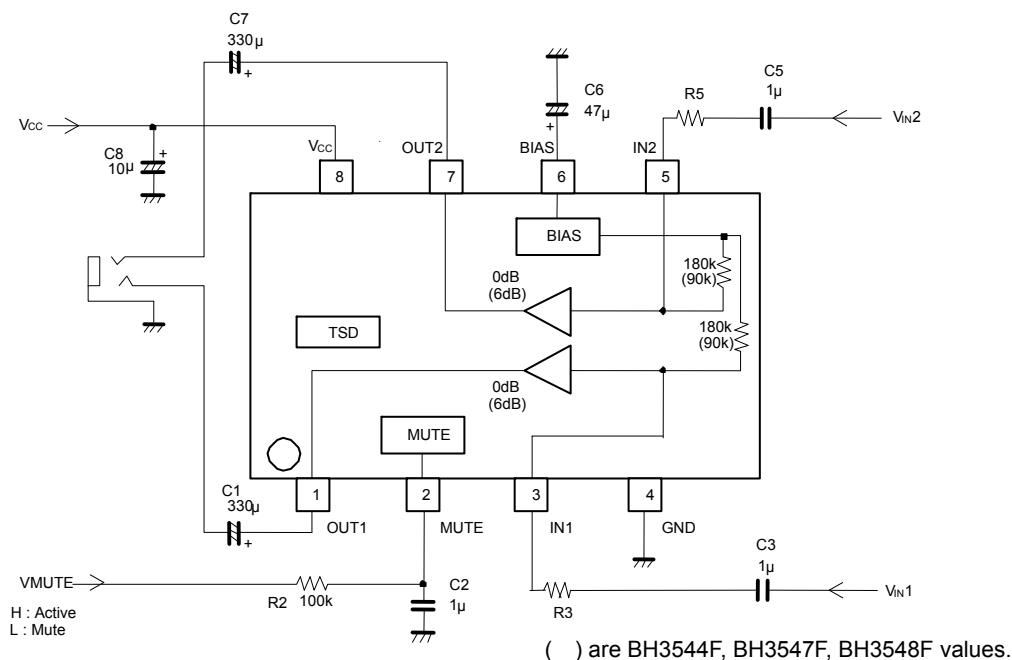 C7
330μ
+
C6
47μ
+
C5
1μ
R5
VCC
VIN2
C8
10μ
+
VCC
OUT2
BIAS
IN2
8
7
6
5
BIAS
180k
(90k)
0dB
(6dB)
TSD
180k
(90k)
0dB
(6dB)
MUTE
C1
330μ
+
1
2
3
4
OUT1
MUTE
IN1
GND
VMUTE
H : Active
L : Mute
R2
100k
C2
1μ
C3
1μ
R3
VIN1
( ) are BH3544F, BH3547F, BH3548F values.